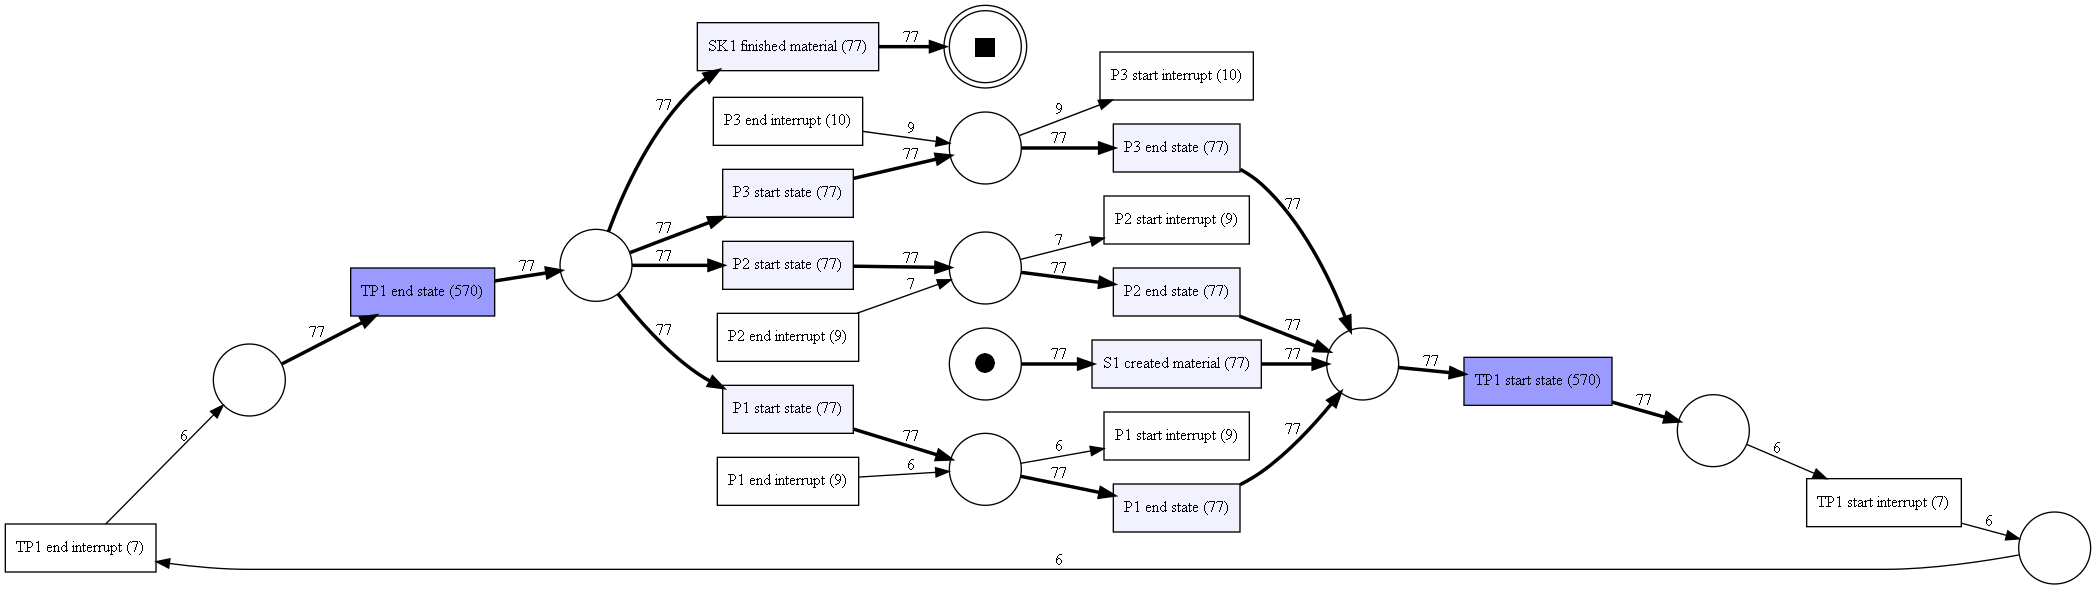 SK1 finished material (77)
77
P3 start interrupt (10)
77
P3 end interrupt (10)
9
9
77
P3 end state (77)
77
77
P3 start state (77)
77
P2 start interrupt (9)
77
P2 start state (77)
77
7
TP1 end state (570)
77
77
77
P2 end state (77)
7
77
P2 end interrupt (9)
77
77
S1 created material (77)
77
77
TP1 start state (570)
77
P1 start state (77)
77
77
P1 start interrupt (9)
77
6
6
6
P1 end interrupt (9)
6
77
P1 end state (77)
TP1 start interrupt (7)
6
TP1 end interrupt (7)
6